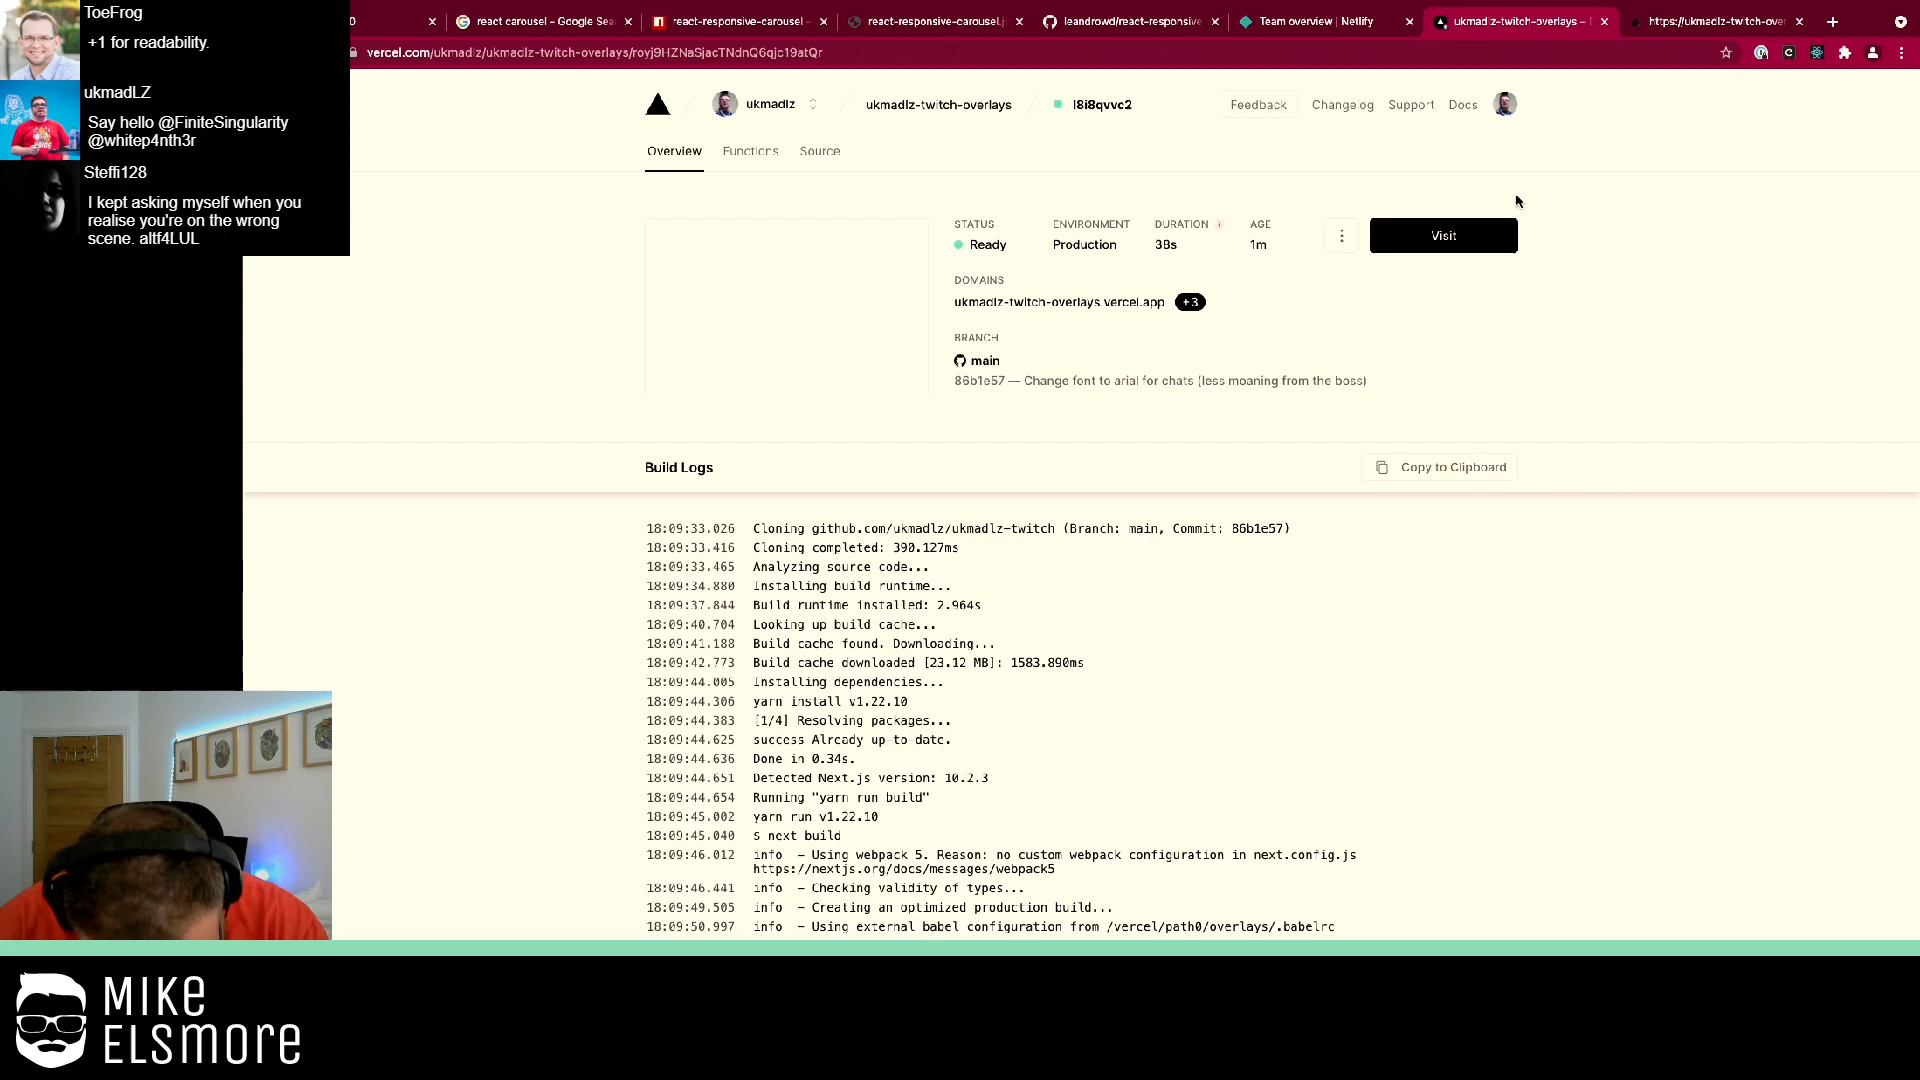 ToeFrog
+1 for readability.
ukmadLZ
Say hello @FiniteSingularity
@whitep4nth3r
Steffi128
I kept asking myself when you
realise you're on the wrong
scene. altf4LUL
react carousel - Google Sea
react-responsive-carousel -
react-responsive-carousel.j
leandrowd/react-responsive
Team overview | Netlify
ukmadlz-twitch-overlays –
https://ukmadlz-twitch-over
vercel.com/ukmadlz/ukmadlz-twitch-overlays/royj9HZNaSjacTNdnQ6qjc19atQr
ukmadlz
ukmadlz-twitch-overlays
l8i8qvvc2
Feedback
Changelog
Support
Docs
Overview
Functions
Source
STATUS
ENVIRONMENT
DURATION
AGE
Ready
Production
38s
1m
Visit
DOMAINS
ukmadlz-twitch-overlays.vercel.app
+3
BRANCH
main
86b1e57 — Change font to arial for chats (less moaning from the boss)
Build Logs
Copy to Clipboard
18:09:33.026 Cloning github.com/ukmadlz/ukmadlz-twitch (Branch: main, Commit: 86b1e57)
18:09:33.416 Cloning completed: 390.127ms
18:09:33.465 Analyzing source code...
18:09:34.880 Installing build runtime...
18:09:37.844 Build runtime installed: 2.964s
18:09:40.704 Looking up build cache...
18:09:41.188 Build cache found. Downloading...
18:09:42.773 Build cache downloaded [23.12 MB]: 1583.890ms
18:09:44.005 Installing dependencies...
18:09:44.306 yarn install v1.22.10
18:09:44.383 [1/4] Resolving packages...
18:09:44.625 success Already up-to-date.
18:09:44.636 Done in 0.34s.
18:09:44.651 Detected Next.js version: 10.2.3
18:09:44.654 Running "yarn run build"
18:09:45.002 yarn run v1.22.10
18:09:45.040 $ next build
18:09:46.012 info – Using webpack 5. Reason: no custom webpack configuration in next.config.js
https://nextjs.org/docs/messages/webpack5
18:09:46.441 info – Checking validity of types...
18:09:49.505 info – Creating an optimized production build...
18:09:50.997 info – Using external babel configuration from /vercel/path0/overlays/.babelrc
MIKE
ELSMORE